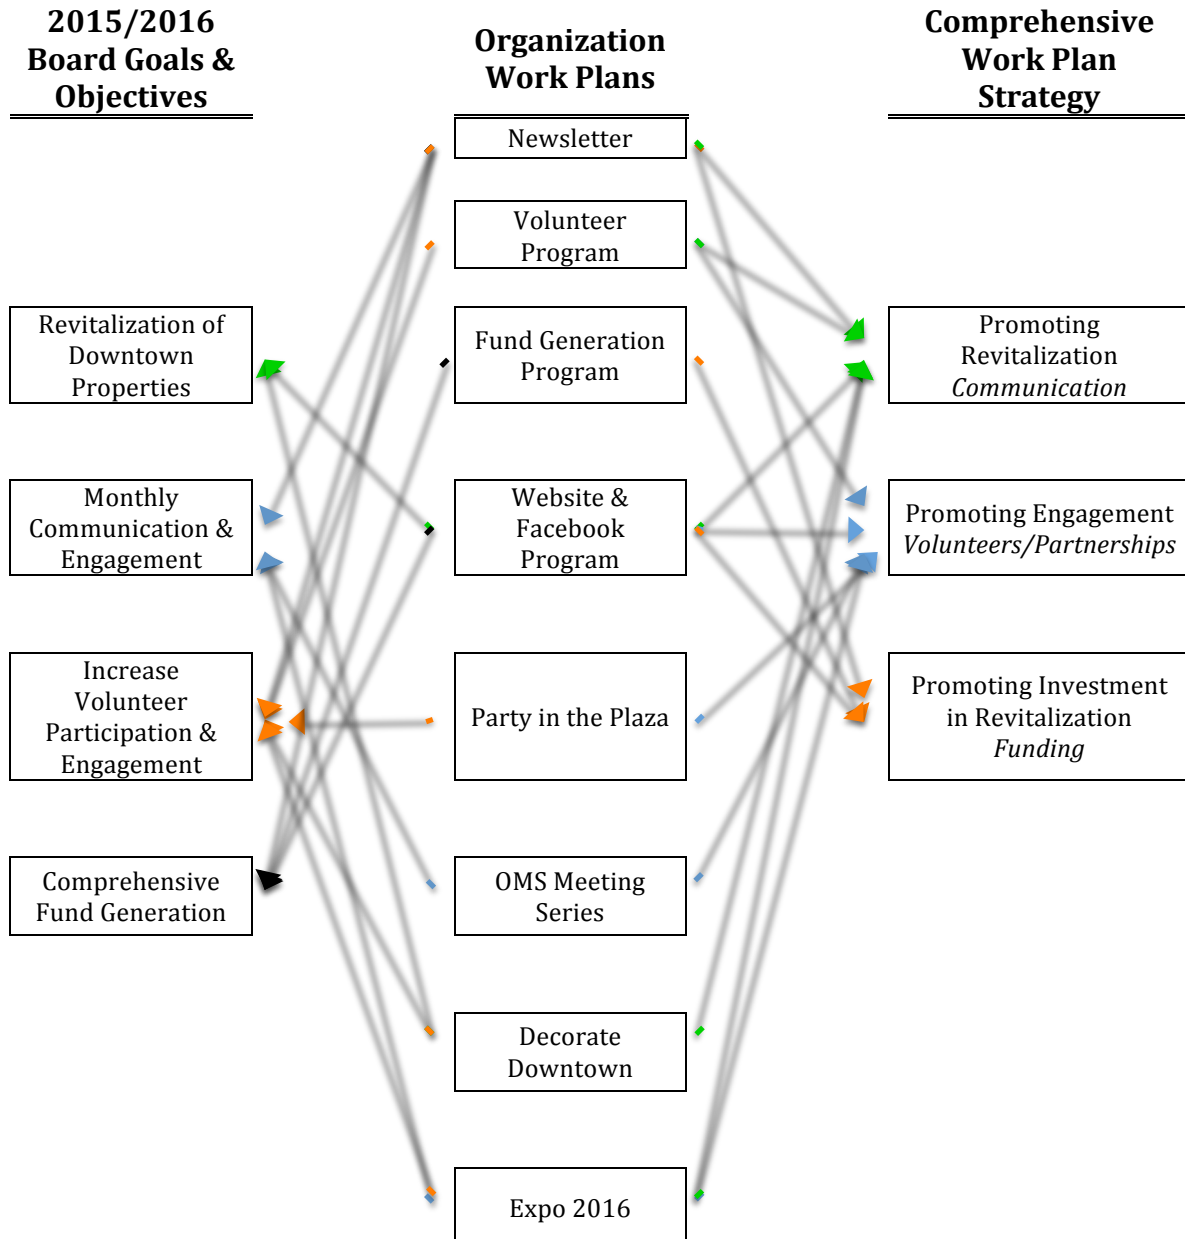 2015/2016
Board Goals &
Objectives
Organization
Work Plans
Comprehensive
Work Plan
Strategy
Newsletter
Volunteer
Program
Revitalization of
Downtown
Properties
Fund Generation
Program
Promoting
Revitalization
Communication
Monthly
Communication &
Engagement
Website &
Facebook
Program
Promoting Engagement
Volunteers/Partnerships
Increase
Volunteer
Participation &
Engagement
Party in the Plaza
Promoting Investment
in Revitalization
Funding
Comprehensive
Fund Generation
OMS Meeting
Series
Decorate
Downtown
Expo 2016